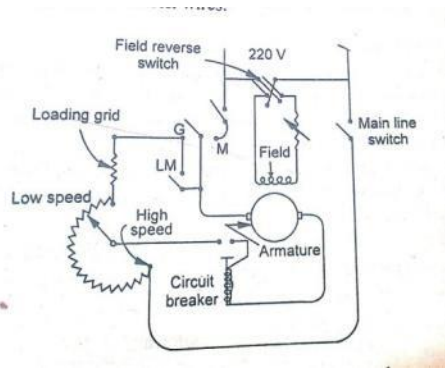 Field reverse
switch
220 V
Loading grid
G
M
Main line
switch
LM
Field
Low speed
High
speed
Armature
Circuit
breaker